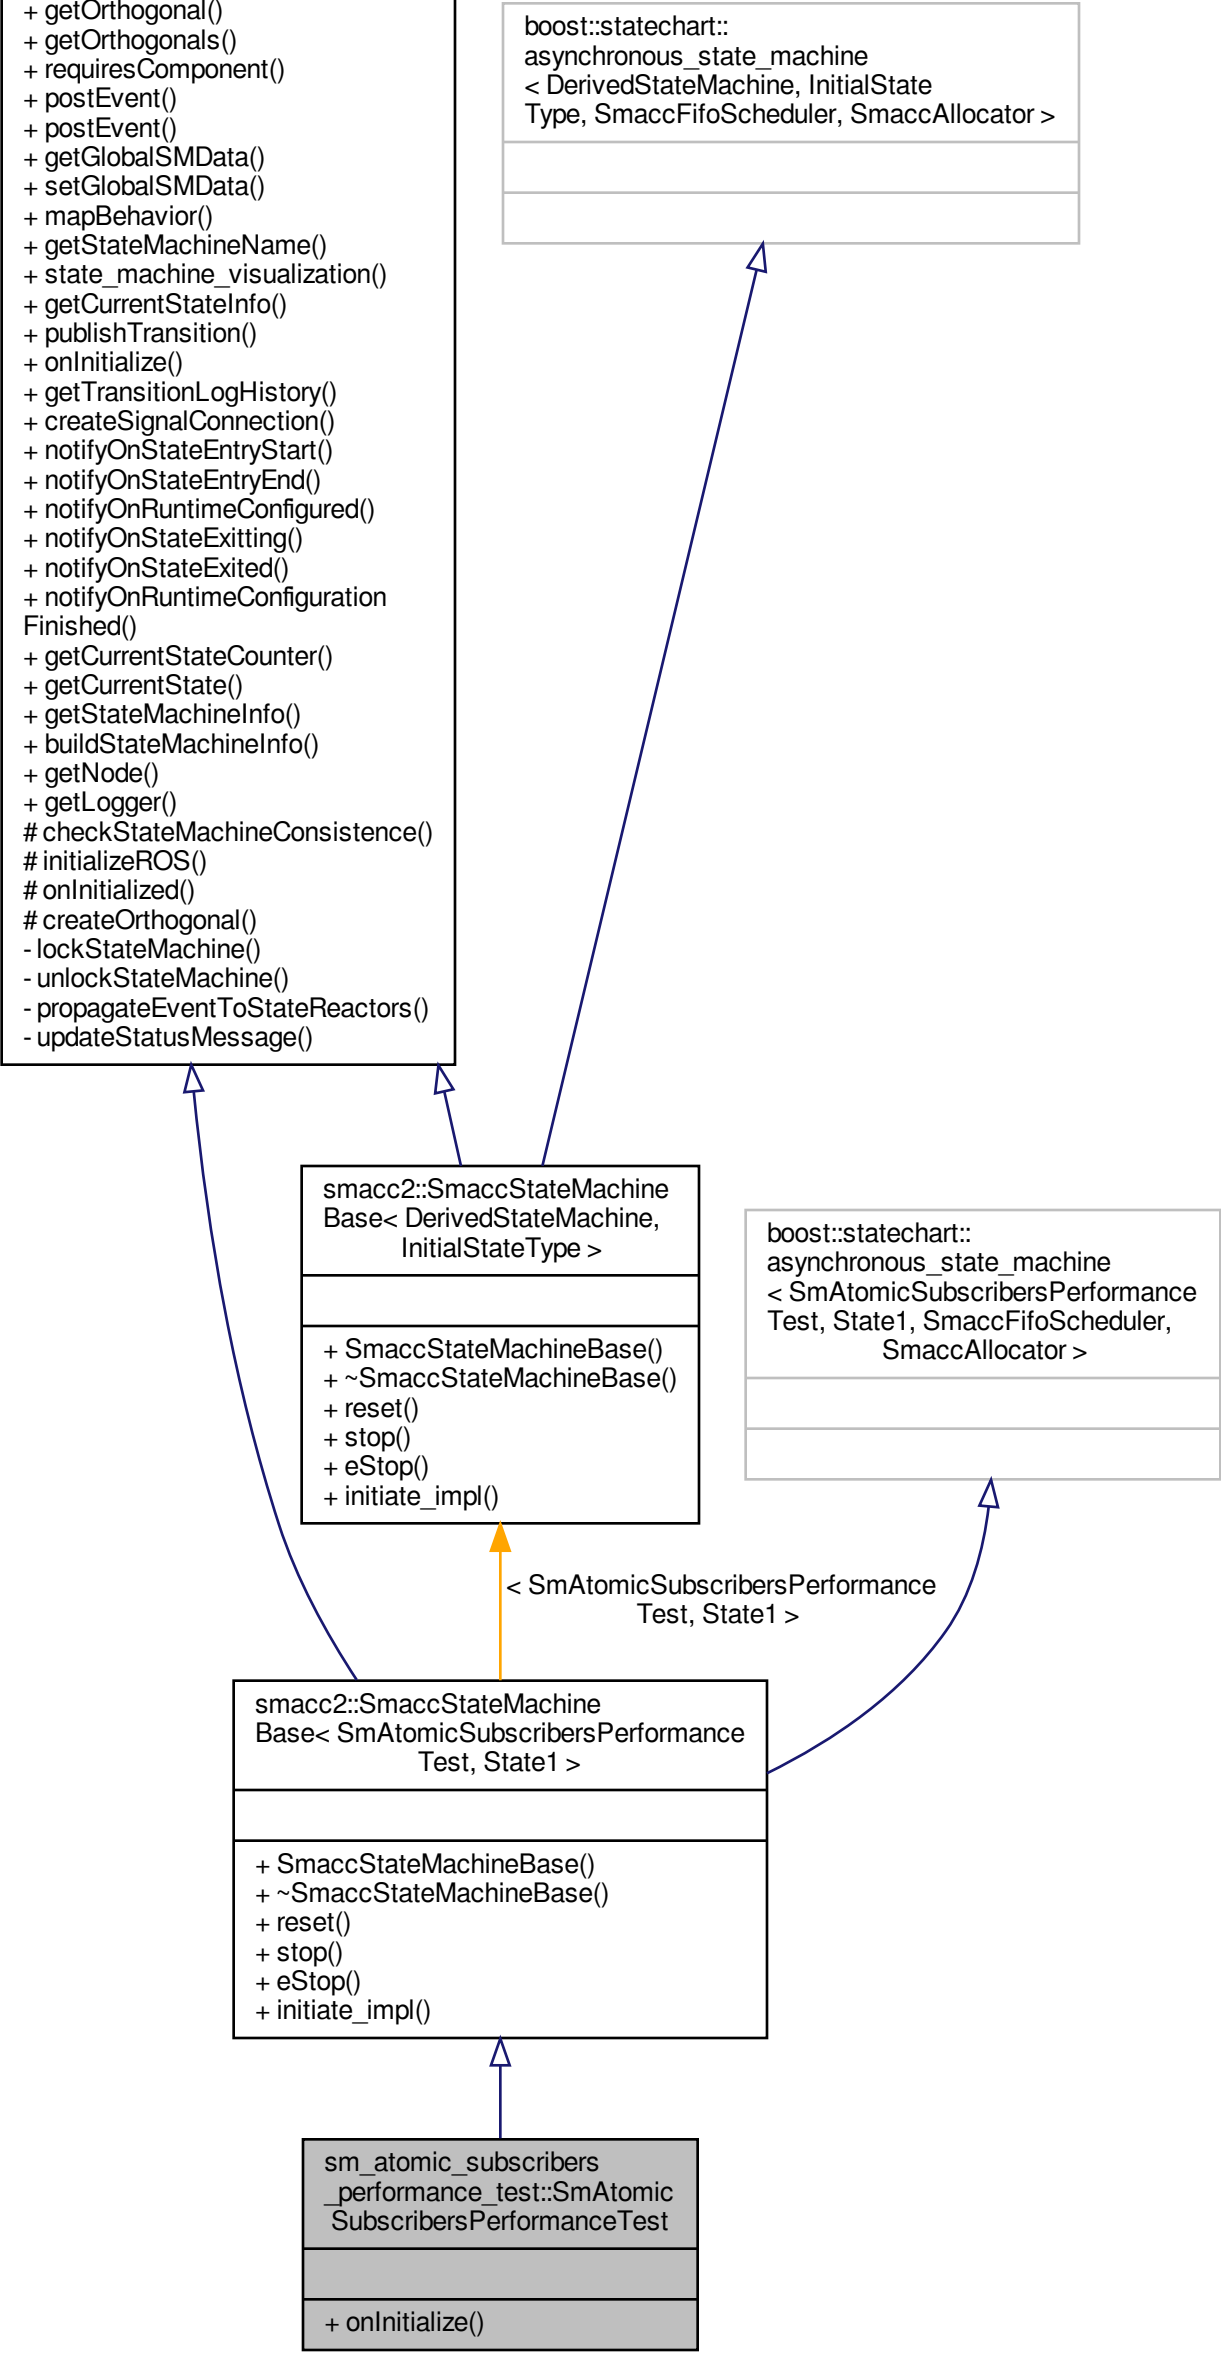 + getOrthogonal()
+ getOrthogonals()
+ requiresComponent()
+ postEvent()
+ postEvent()
+ getGlobalSMData()
+ setGlobalSMData()
+ mapBehavior()
+ getStateMachineName()
+ state_machine_visualization()
+ getCurrentStateInfo()
+ publishTransition()
+ onInitialize()
+ getTransitionLogHistory()
+ createSignalConnection()
+ notifyOnStateEntryStart()
+ notifyOnStateEntryEnd()
+ notifyOnRuntimeConfigured()
+ notifyOnStateExitting()
+ notifyOnStateExited()
+ notifyOnRuntimeConfiguration
Finished()
+ getCurrentStateCounter()
+ getCurrentState()
+ getStateMachineInfo()
+ buildStateMachineInfo()
+ getNode()
+ getLogger()
# checkStateMachineConsistence()
# initializeROS()
# onInitialized()
# createOrthogonal()
- lockStateMachine()
- unlockStateMachine()
- propagateEventToStateReactors()
- updateStatusMessage()
boost::statechart::
asynchronous_state_machine
< DerivedStateMachine, InitialState
Type, SmaccFifoScheduler, SmaccAllocator >
smacc2::SmaccStateMachine
Base< DerivedStateMachine,
InitialStateType >
+ SmaccStateMachineBase()
+ ~SmaccStateMachineBase()
+ reset()
+ stop()
+ eStop()
+ initiate_impl()
boost::statechart::
asynchronous_state_machine
< SmAtomicSubscribersPerformance
Test, State1, SmaccFifoScheduler,
SmaccAllocator >
< SmAtomicSubscribersPerformance
Test, State1 >
smacc2::SmaccStateMachine
Base< SmAtomicSubscribersPerformance
Test, State1 >
+ SmaccStateMachineBase()
+ ~SmaccStateMachineBase()
+ reset()
+ stop()
+ eStop()
+ initiate_impl()
sm_atomic_subscribers
_performance_test::SmAtomic
SubscribersPerformanceTest
+ onInitialize()